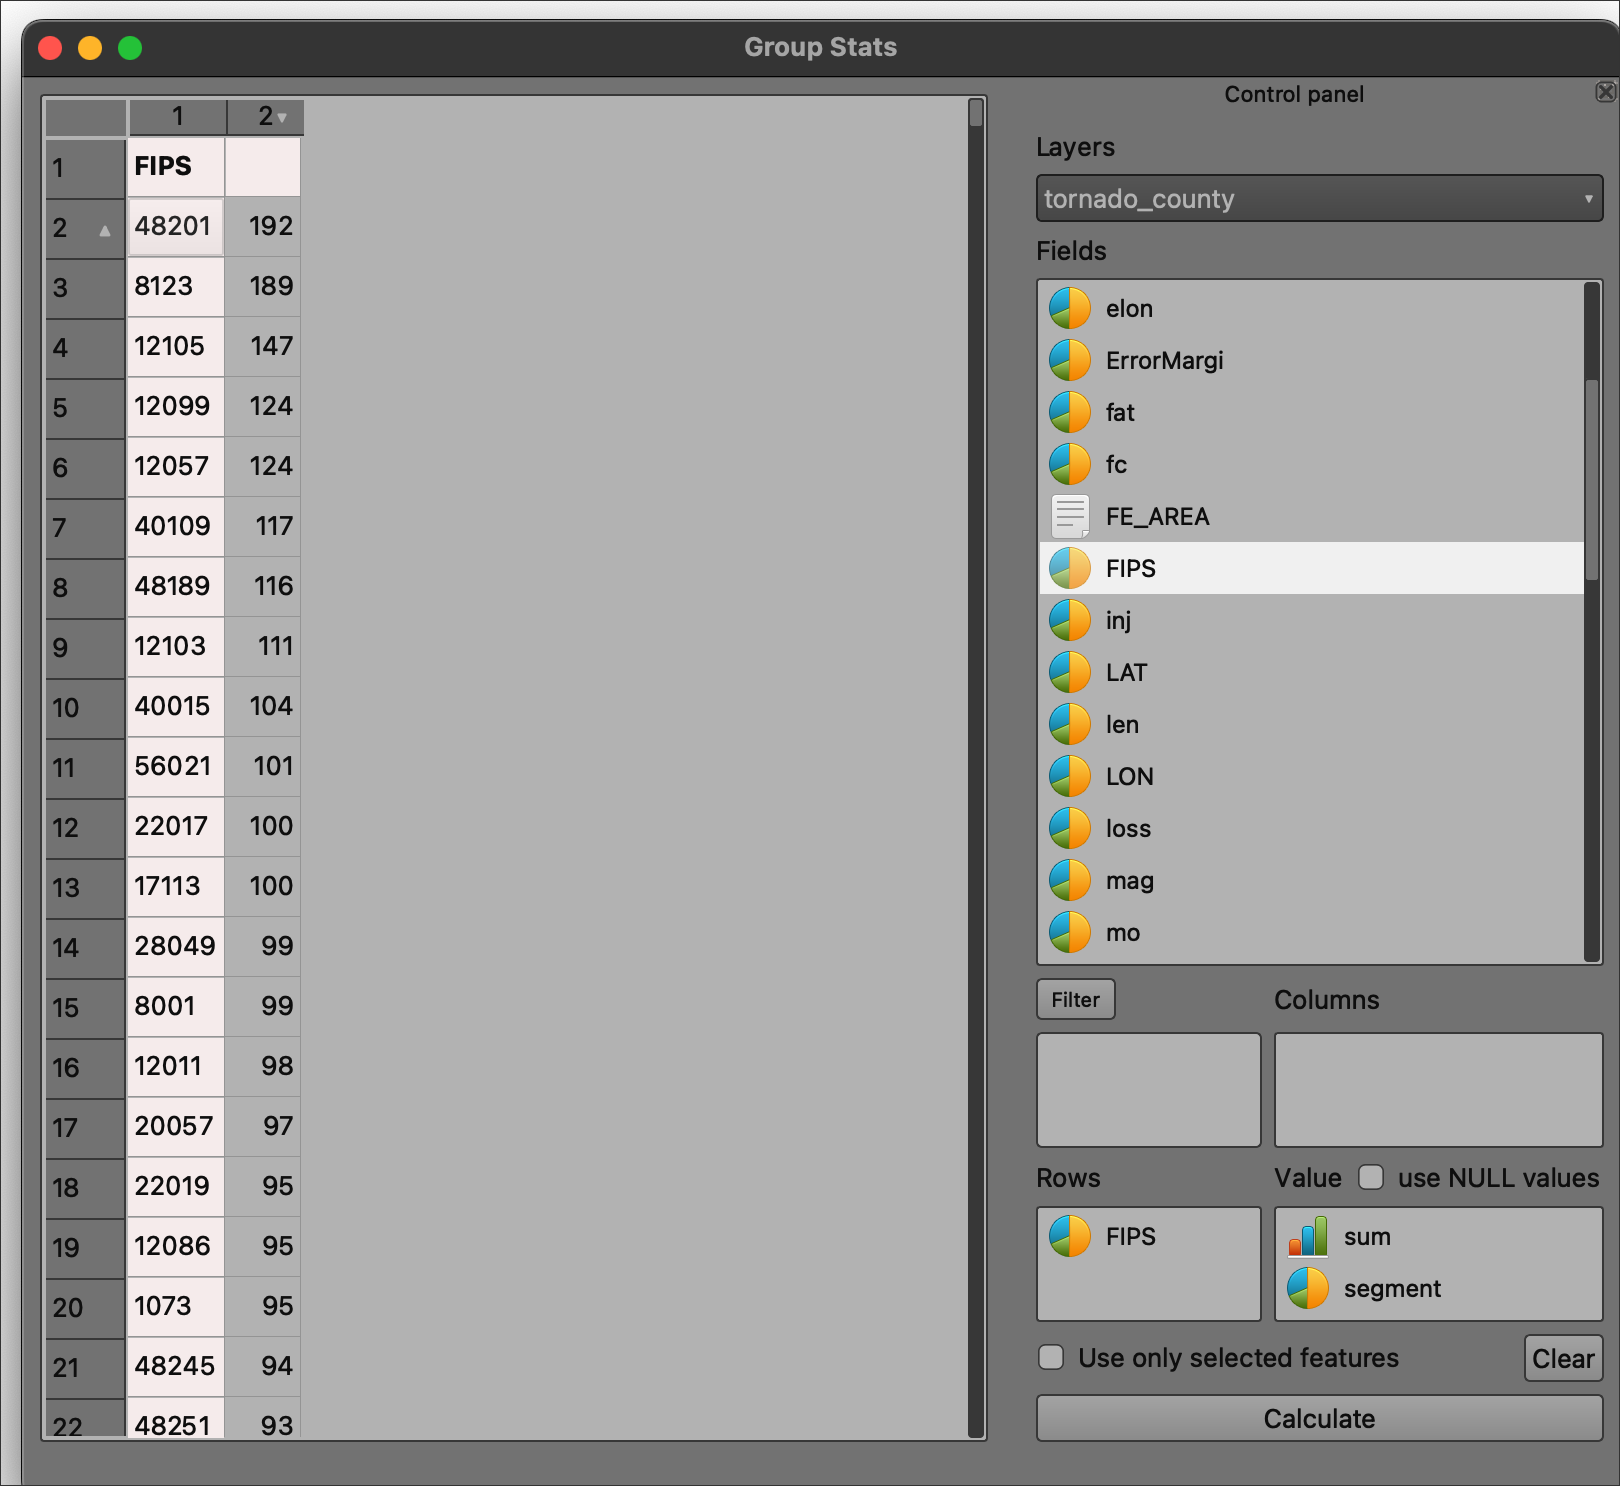 Group Stats
1 2
1 FIPS
2 48201 192
3 8123 189
4 12105 147
5 12099 124
6 12057 124
7 40109 117
8 48189 116
9 12103 111
10 40015 104
11 56021 101
12 22017 100
13 17113 100
14 28049 99
15 8001 99
16 12011 98
17 20057 97
18 22019 95
19 12086 95
20 1073 95
21 48245 94
22 48251 93
Control panel
Layers
tornado_county
Fields
elon
ErrorMargi
fat
fc
FE_AREA
FIPS
inj
LAT
len
LON
loss
mag
mo
Filter Columns
Rows Value use NULL values
FIPS sum
segment
Use only selected features Clear
Calculate